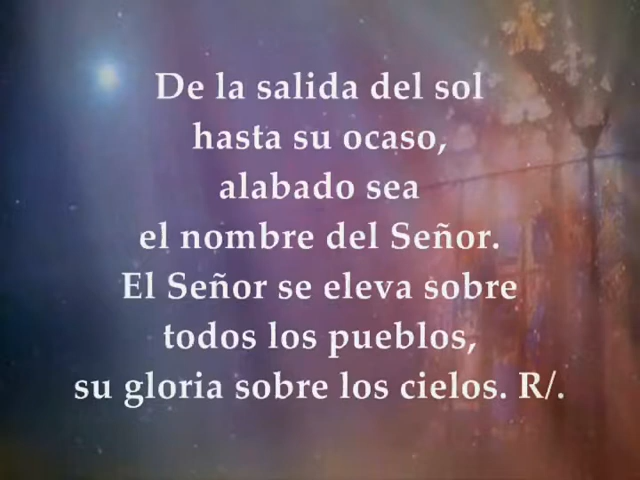 De la salida del sol
hasta su ocaso,
alabado sea
el nombre del Señor.
El Señor se eleva sobre
todos los pueblos,
su gloria sobre los cielos. R/.